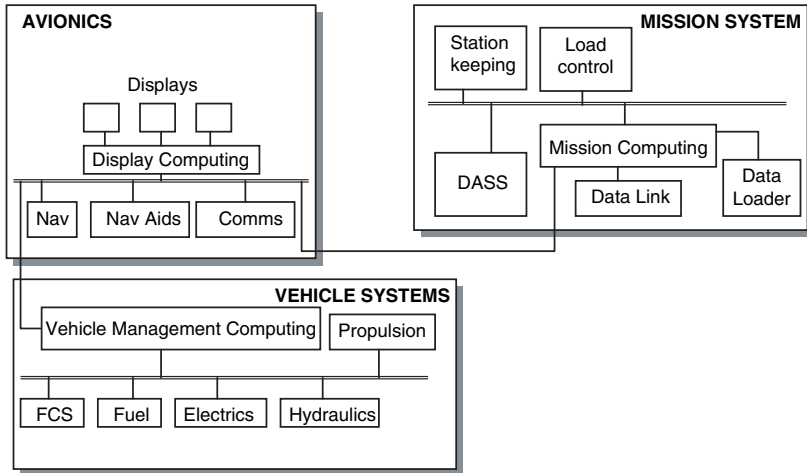 AVIONICS
Displays
Display Computing
Nav
Nav Aids
Comms
MISSION SYSTEM
Station
keeping
Load
control
Mission Computing
DASS
Data Link
Data
Loader
VEHICLE SYSTEMS
Vehicle Management Computing
Propulsion
FCS
Fuel
Electrics
Hydraulics